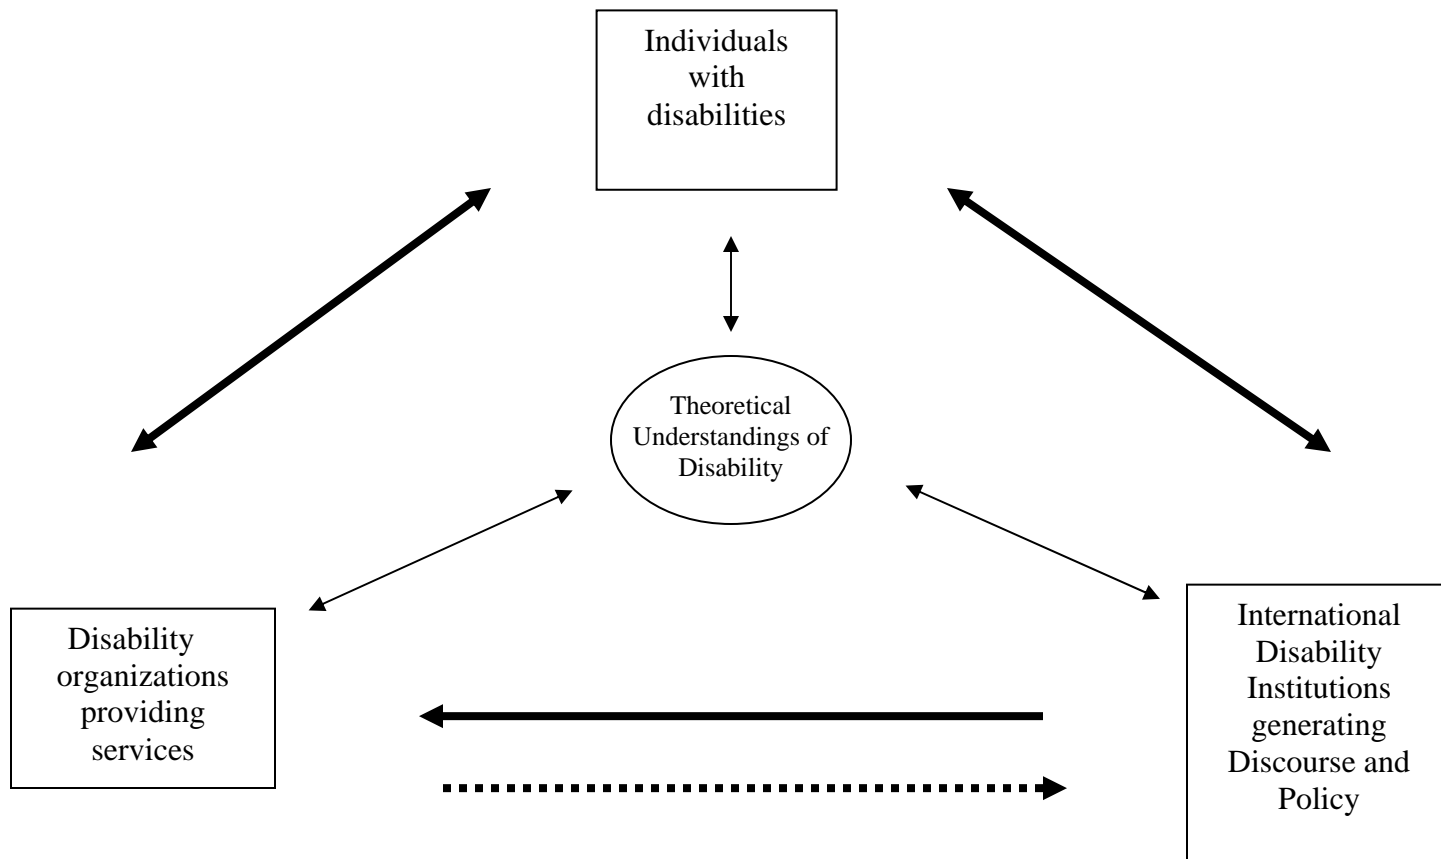 Individuals
with
disabilities
Theoretical
Understandings of
Disability
Disability
organizations
providing
services
International
Disability
Institutions
generating
Discourse and
Policy